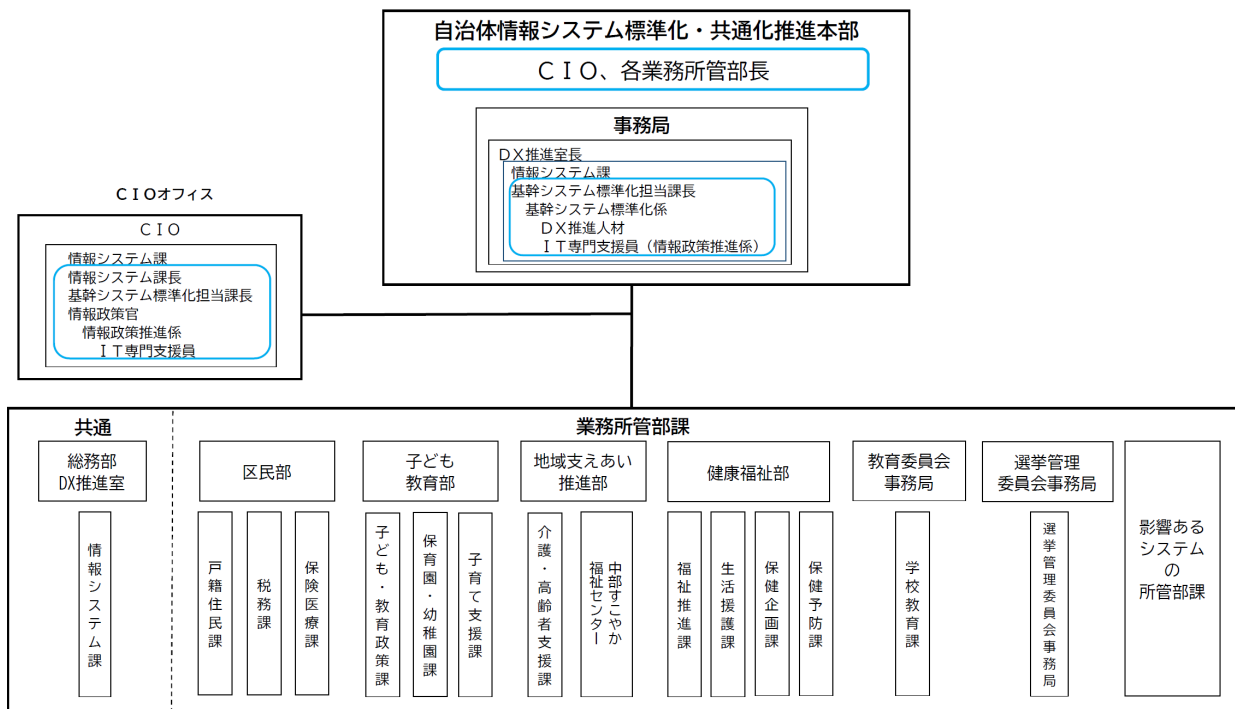 自治体情報システム標準化・共通化推進本部
ＣＩＯ、各業務所管部長
事務局
ＤＸ推進室長
情報システム課
基幹システム標準化担当課長
基幹システム標準化係
ＤＸ推進人材
ＩＴ専門支援員（情報政策推進係）
ＣＩＯオフィス
ＣＩＯ
情報システム課
情報システム課長
基幹システム標準化担当課長
情報政策官
情報政策推進係
ＩＴ専門支援員
共通
業務所管部課
総務部
DX推進室
区民部
子ども
教育部
地域支えあい
推進部
健康福祉部
教育委員会
事務局
選挙管理
委員会事務局
影響ある
システム
の
所管部課
情報システム課
戸籍住民課
税務課
保険医療課
子ども・教育政策課
保育園・幼稚園課
子育て支援課
介護・高齢者支援課
中部すこやか
福祉センター
福祉推進課
生活援護課
保健企画課
保健予防課
学校教育課
選挙管理委員会事務局